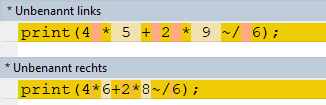 * Unbenannt links
print(4 * 5 + 2 * 9 ~/ 6);
* Unbenannt rechts
print(4*6+2*8~/6);